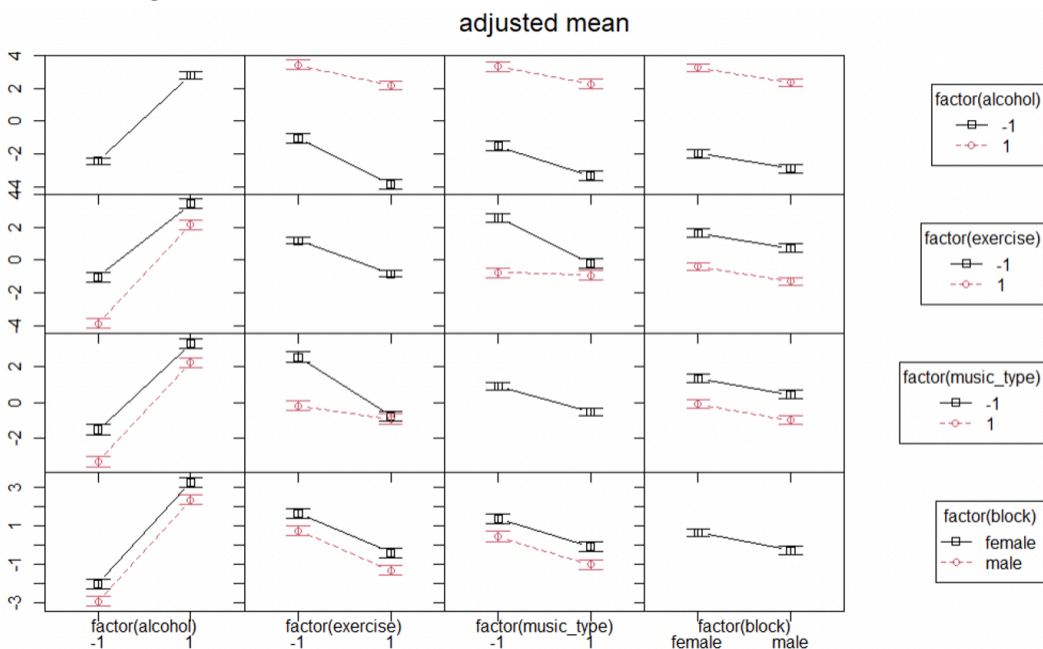 adjusted mean
4
2
0
-2
-4
factor(alcohol)
-1
1
4
2
0
-2
-4
factor(exercise)
-1
1
2
0
-2
factor(music_type)
-1
1
3
1
-1
-3
factor(block)
female
male
factor(alcohol) factor(exercise) factor(music_type) factor(block)
-1 1 -1 1 -1 1 female male